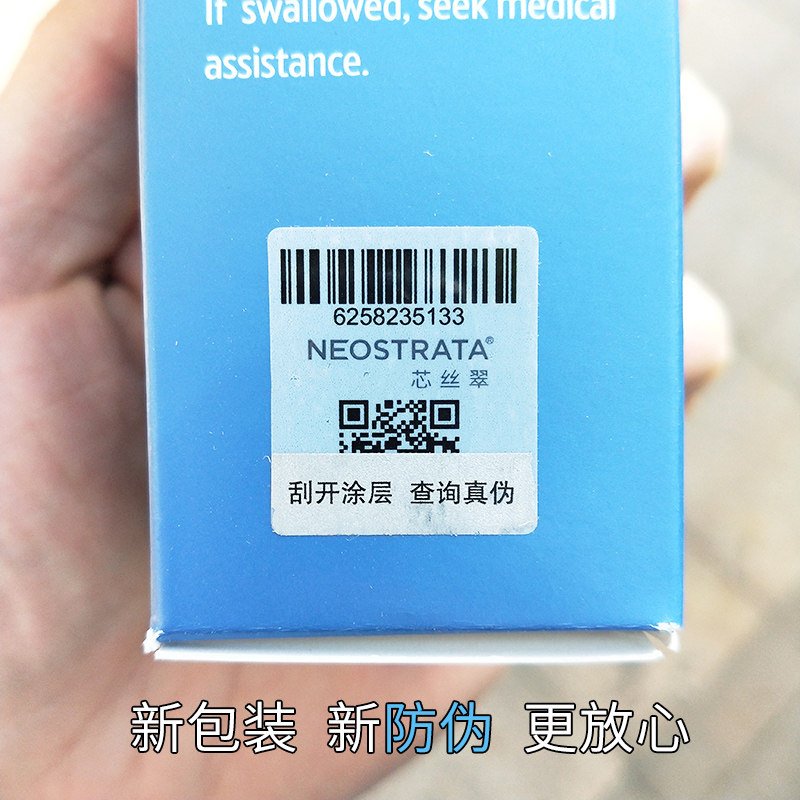 If swallowed, seek medical
assistance.
6258235133
NEOSTRATA®
芯丝翠
刮开涂层 查询真伪
新包装 新防伪 更放心